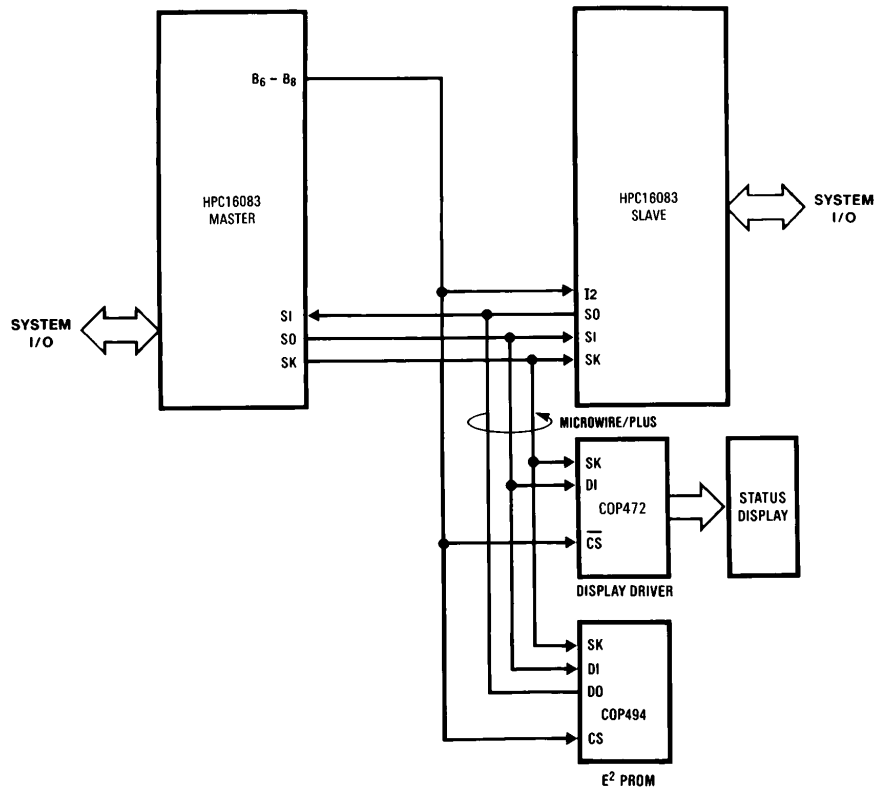 B6 – B8
HPC16083
MASTER
SYSTEM
I/O
SI
SO
SK
HPC16083
SLAVE
SYSTEM
I/O
I2
SO
SI
SK
MICROWIRE/PLUS
SK
DI
COP472
CS
DISPLAY DRIVER
STATUS
DISPLAY
SK
DI
DO
COP494
CS
E² PROM